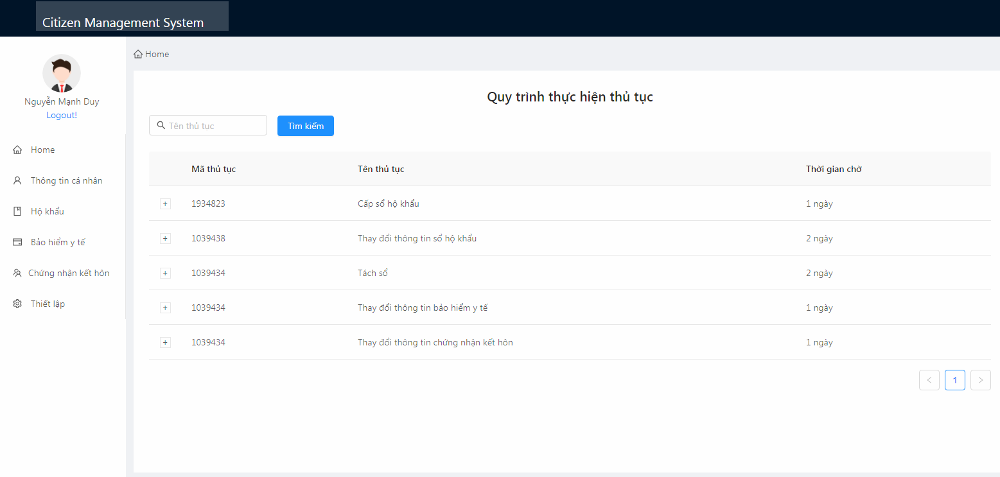 Citizen Management System
Home
Nguyễn Mạnh Duy
Logout!
Home
Thông tin cá nhân
Hộ khẩu
Bảo hiểm y tế
Chứng nhận kết hôn
Thiết lập
Quy trình thực hiện thủ tục
Tên thủ tục Tìm kiếm
Mã thủ tục Tên thủ tục Thời gian chờ
+ 1934823 Cấp sổ hộ khẩu 1 ngày
+ 1039438 Thay đổi thông tin sổ hộ khẩu 2 ngày
+ 1039434 Tách sổ 2 ngày
+ 1039434 Thay đổi thông tin bảo hiểm y tế 1 ngày
+ 1039434 Thay đổi thông tin chứng nhận kết hôn 1 ngày
< 1 >